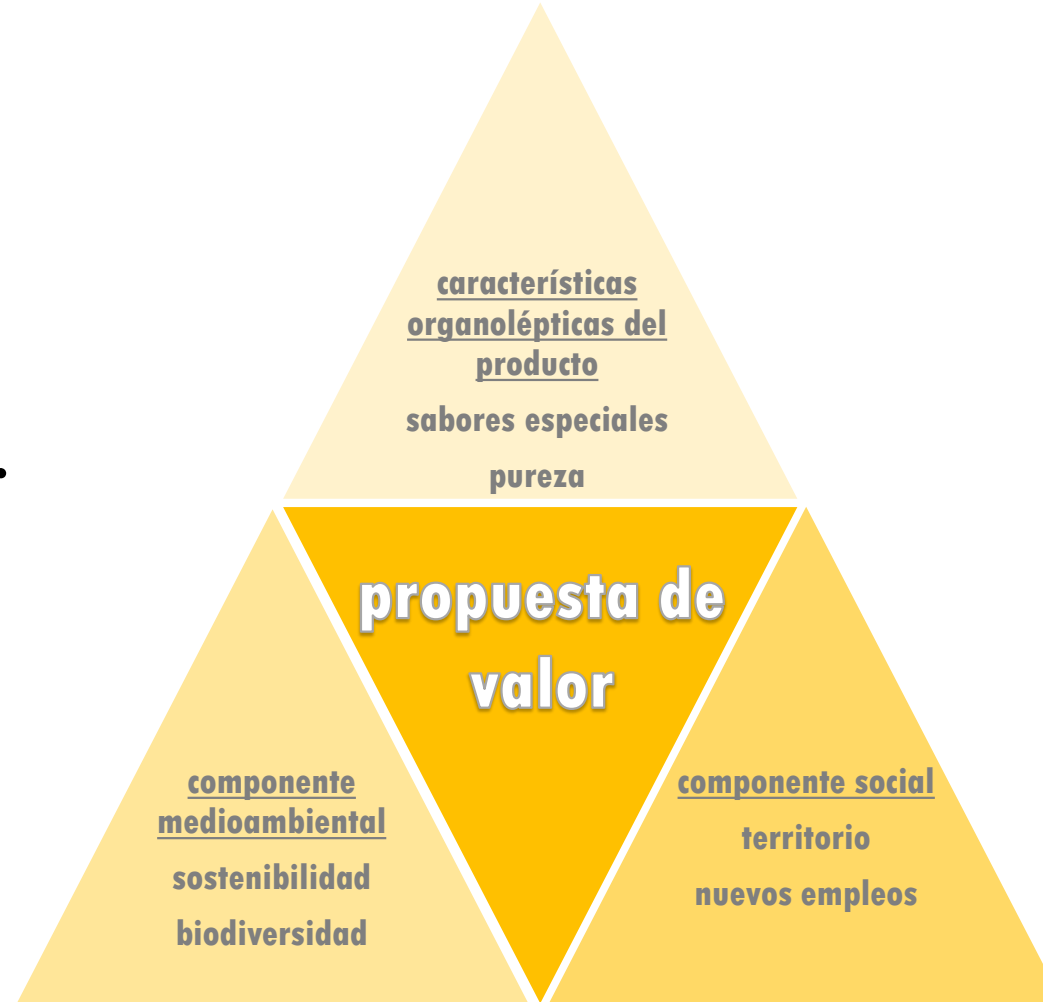 características
organolépticas del
producto
sabores especiales
pureza
propuesta de
valor
componente
medioambiental
sostenibilidad
biodiversidad
componente social
territorio
nuevos empleos